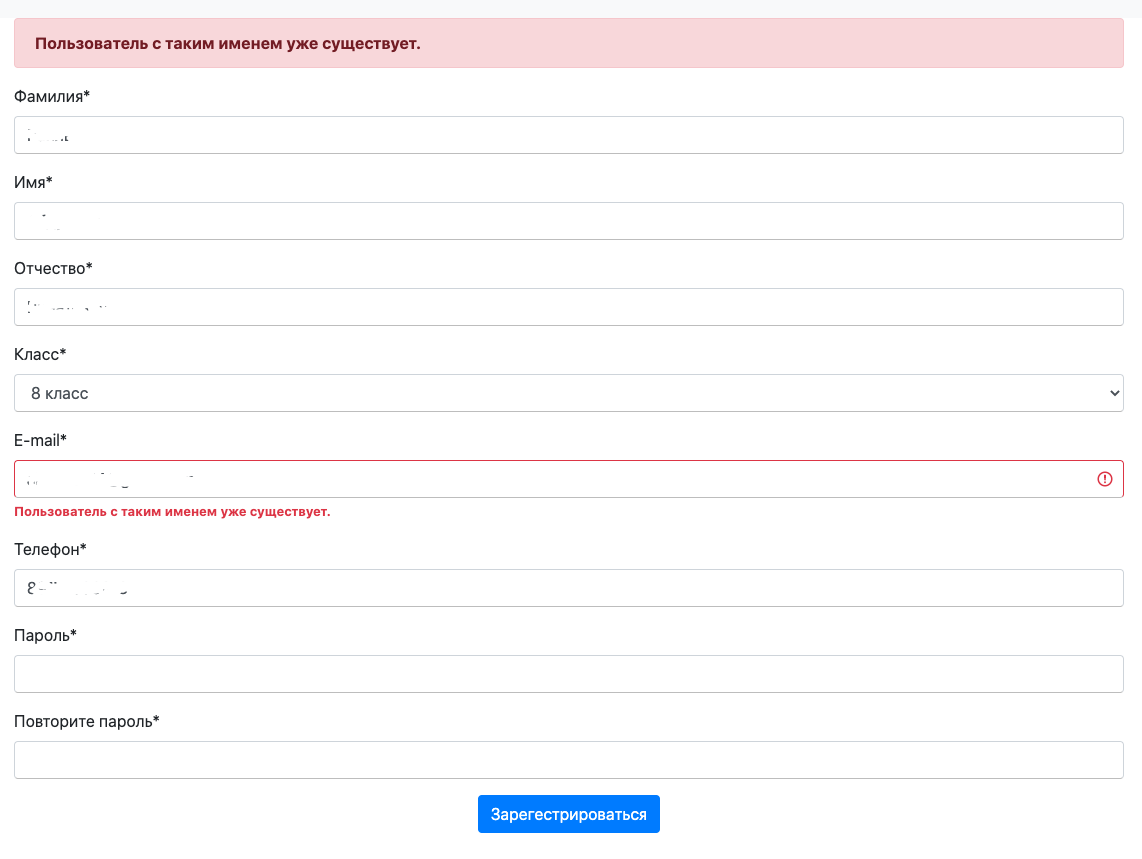 Пользователь с таким именем уже существует.
Фамилия*
Имя*
Отчество*
Класс*
8 класс
E-mail*
Пользователь с таким именем уже существует.
Телефон*
Пароль*
Повторите пароль*
Зарегестрироваться